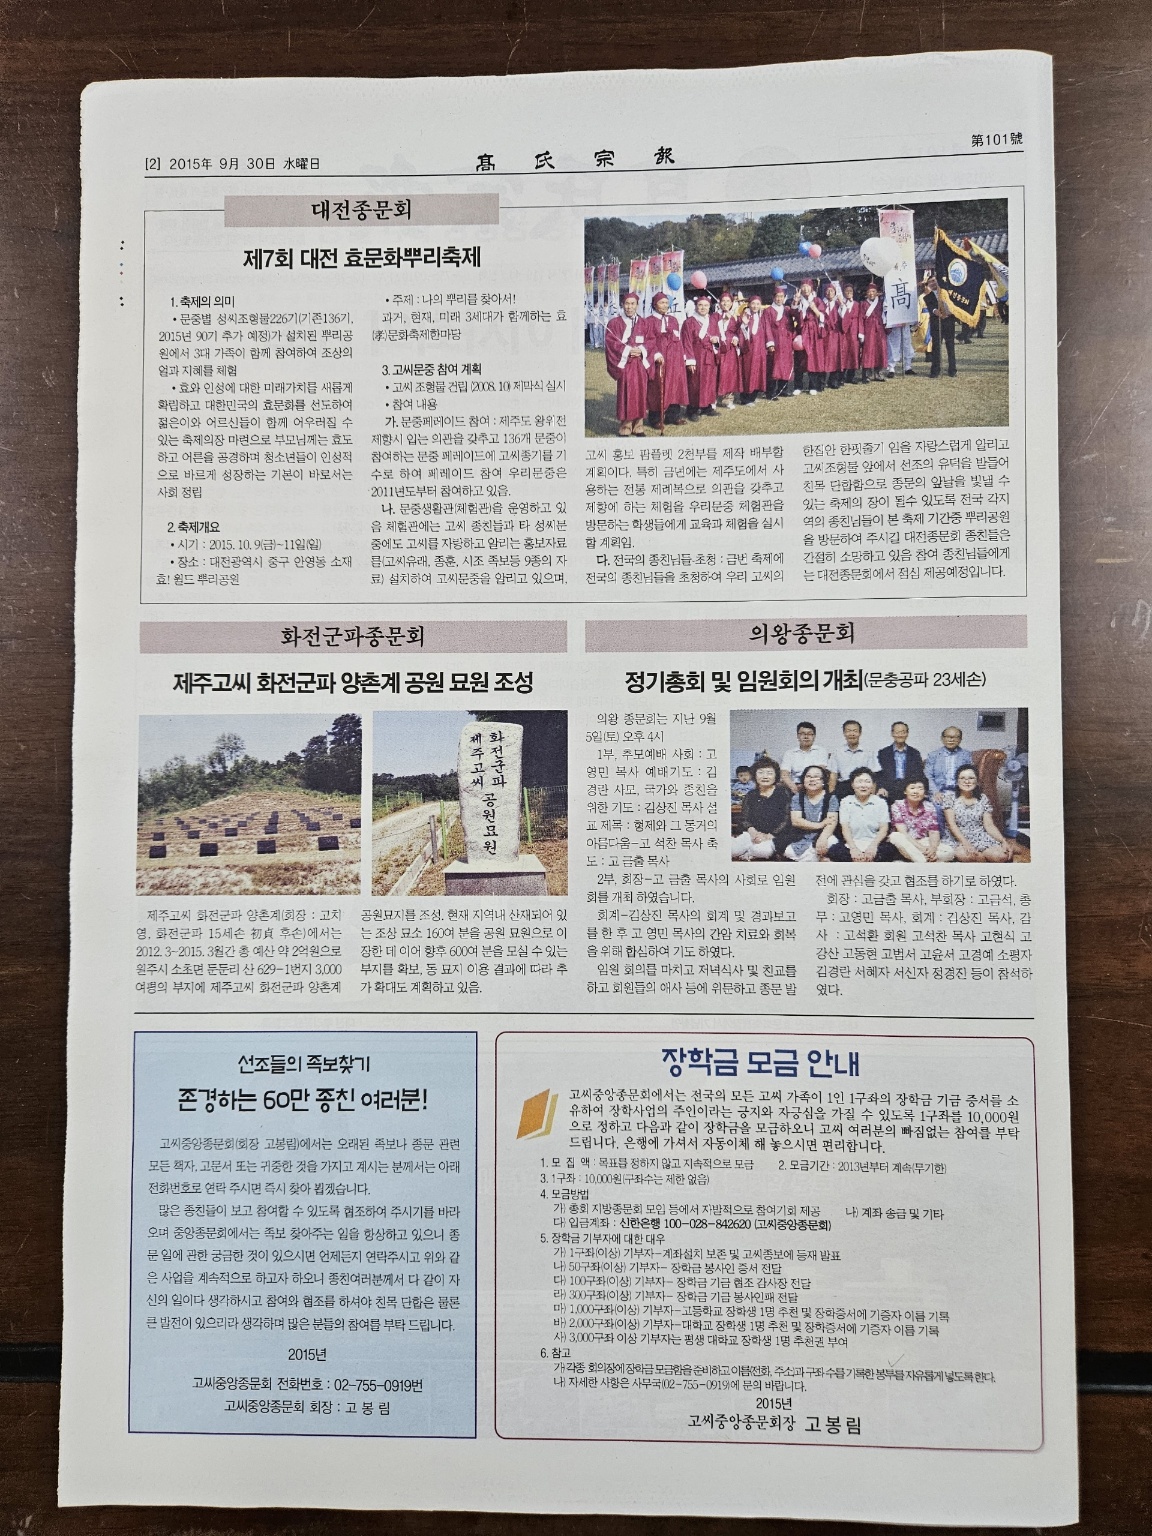 [2] 2015年 9月 30日 水曜日
髙氏宗報
第101號
대전종문회
제7회 대전 효문화뿌리축제
1. 축제의 의미
• 문중별 성씨조형물226기(기존136기,
2015년 90기 추가 예정)가 설치된 뿌리공
원에서 3대 가족이 함께 참여하여 조상의
얼과 지혜를 체험
• 효와 인성에 대한 미래가치를 새롭게
확립하고 대한민국의 효문화를 선도하여
젊은이와 어르신들이 함께 어우러질 수
있는 축제의장 마련으로 부모님께는 효도
하고 어른을 공경하며 청소년들이 인성적
으로 바르게 성장하는 기본이 바로서는
사회 정립
2. 축제개요
• 시기 : 2015. 10. 9(금)~11일(일)
• 장소 : 대전광역시 중구 안영동 소재
효! 월드 뿌리공원
• 주제 : 나의 뿌리를 찾아서!
과거, 현재, 미래 3세대가 함께하는 효
(孝)문화축제한마당
3. 고씨문중 참여 계획
• 고씨 조형물 건립 (2008. 10) 제막식 실시
• 참여 내용
가. 문중페레이드 참여 : 제주도 왕위전
제향시 입는 의관을 갖추고 136개 문중이
참여하는 문중 페레이드에 고씨종기를 기
수로 하여 페레이드 참여 우리문중은
2011년도부터 참여하고 있음.
나. 문중생활관(체험관)을 운영하고 있
음 체험관에는 고씨 종친들과 타 성씨문
중에도 고씨를 자랑하고 알리는 홍보자료
를(고씨유래, 종훈, 시조 족보등 9종의 자
료) 설치하여 고씨문중을 알리고 있으며,
髙
고씨 홍보 팜플렛 2천부를 제작 배부할
계획이다. 특히 금년에는 제주도에서 사
용하는 전통 제례복으로 의관을 갖추고
제향에 하는 체험을 우리문중 체험관을
방문하는 학생들에게 교육과 체험을 실시
할 계획임.
다. 전국의 종친님들-초청 : 금번 축제에
전국의 종친님들을 초청하여 우리 고씨의
한집안 한핏줄기 임을 자랑스럽게 알리고
고씨조형물 앞에서 선조의 유덕을 받들어
친목 단합함으로 종문의 앞날을 빛낼 수
있는 축제의 장이 될수 있도록 전국 각지
역의 종친님들이 본 축제 기간중 뿌리공원
을 방문하여 주시길 대전종문회 종친들은
간절히 소망하고 있음 참여 종친님들에게
는 대전종문회에서 점심 제공예정입니다.
화전군파종문회
제주고씨 화전군파 양촌계 공원 묘원 조성
화전군파
제주고씨 공원묘원
제주고씨 화전군파 양촌계(회장 : 고치
영, 화전군파 15세손 初貞 후손)에서는
2012. 3~2015. 3월간 총 예산 약 2억원으로
원주시 소초면 둔둔리 산 629-1번지 3,000
여평의 부지에 제주고씨 화전군파 양촌계
공원묘지를 조성, 현재 지역내 산재되어 있
는 조상 묘소 160여 분을 공원 묘원으로 이
장한 데 이어 향후 600여 분을 모실 수 있는
부지를 확보, 동 묘지 이용 결과에 따라 추
가 확대도 계획하고 있음.
의왕종문회
정기총회 및 임원회의 개최(문충공파 23세손)
의왕 종문회는 지난 9월
5일(토) 오후 4시
1부, 추모예배 사회 : 고
영민 목사 예배기도 : 김
경란 사모, 국가와 종친을
위한 기도 : 김상진 목사 설
교 제목 : 형제와 그 동거의
아름다움-고 석찬 목사 축
도 : 고 금출 목사
2부, 회장-고 금출 목사의 사회로 임원
회를 개최 하였습니다.
회계-김상진 목사의 회계 및 경과보고
를 한 후 고 영민 목사의 간암 치료와 회복
을 위해 합심하여 기도 하였다.
임원 회의를 마치고 저녁식사 및 친교를
하고 회원들의 애사 등에 위문하고 종문 발
전에 관심을 갖고 협조를 하기로 하였다.
회장 : 고금출 목사, 부회장 : 고금석, 총
무 : 고영민 목사, 회계 : 김상진 목사, 감
사 : 고석환 회원 고석찬 목사 고현식 고
강산 고동현 고범서 고윤서 고경예 소평자
김경란 서혜자 서신자 정경진 등이 참석하
였다.
선조들의 족보찾기
존경하는 60만 종친 여러분!
고씨중앙종문회(회장 고봉림)에서는 오래된 족보나 종문 관련
모든 책자, 고문서 또는 귀중한 것을 가지고 계시는 분께서는 아래
전화번호로 연락 주시면 즉시 찾아 뵙겠습니다.
많은 종친들이 보고 참여할 수 있도록 협조하여 주시기를 바라
오며 중앙종문회에서는 족보 찾아주는 일을 항상하고 있으니 종
문 일에 관한 궁금한 것이 있으시면 언제든지 연락주시고 위와 같
은 사업을 계속적으로 하고자 하오니 종친여러분께서 다 같이 자
신의 일이다 생각하시고 참여와 협조를 하셔야 친목 단합은 물론
큰 발전이 있으리라 생각하며 많은 분들의 참여를 부탁 드립니다.
2015년
고씨중앙종문회 전화번호 : 02-755-0919번
고씨중앙종문회 회장 : 고 봉 림
장학금 모금 안내
고씨중앙종문회에서는 전국의 모든 고씨 가족이 1인 1구좌의 장학금 기금 증서를 소
유하여 장학사업의 주인이라는 긍지와 자긍심을 가질 수 있도록 1구좌를 10,000원
으로 정하고 다음과 같이 장학금을 모급하오니 고씨 여러분의 빠짐없는 참여를 부탁
드립니다. 은행에 가셔서 자동이체 해 놓으시면 편리합니다.
1. 모 집 액 : 목표를 정하지 않고 지속적으로 모금 2. 모금기간 : 2013년부터 계속(무기한)
3. 1구좌 : 10,000원(구좌수는 제한 없음)
4. 모금방법
가) 총회 지방종문회 모임 등에서 자발적으로 참여기회 제공 나) 계좌 송금 및 기타
다) 입금계좌 : 신한은행 100-028-842620 (고씨중앙종문회)
5. 장학금 기부자에 대한 대우
가) 1구좌(이상) 기부자-계좌설치 보존 및 고씨종보에 등재 발표
나) 50구좌(이상) 기부자- 장학금 봉사인 증서 전달
다) 100구좌(이상) 기부자- 장학금 기금 협조 감사장 전달
라) 300구좌(이상) 기부자- 장학금 기금 봉사인패 전달
마) 1,000구좌(이상) 기부자-고등학교 장학생 1명 추천 및 장학증서에 기증자 이름 기록
바) 2,000구좌(이상) 기부자-대학교 장학생 1명 추천 및 장학증서에 기증자 이름 기록
사) 3,000구좌 이상 기부자는 평생 대학교 장학생 1명 추천권 부여
6. 참고
가) 각종 회의장에 장학금 모금함을 준비하고 이름(전화, 주소)과 구좌 수를 기록한 봉투를 자유롭게 넣도록 한다.
나) 자세한 사항은 사무국(02-755-0919)에 문의 바랍니다.
2015년
고씨중앙종문회장 고봉림